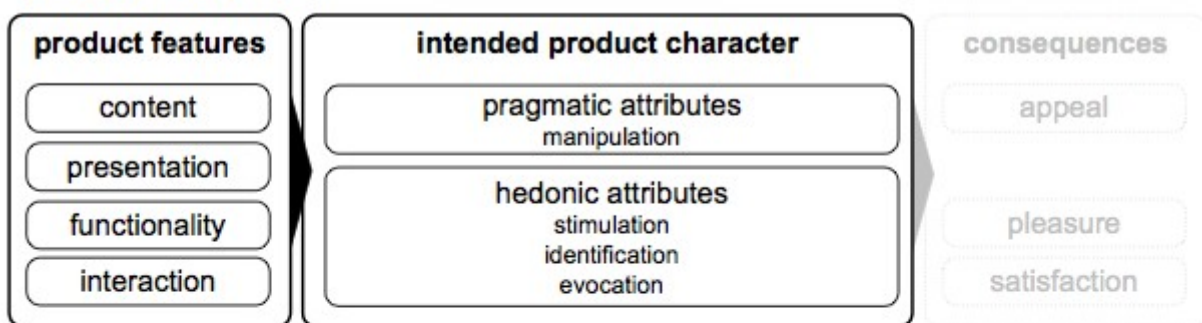 product features
content
presentation
functionality
interaction
intended product character
pragmatic attributes
manipulation
hedonic attributes
stimulation
identification
evocation
consequences
appeal
pleasure
satisfaction